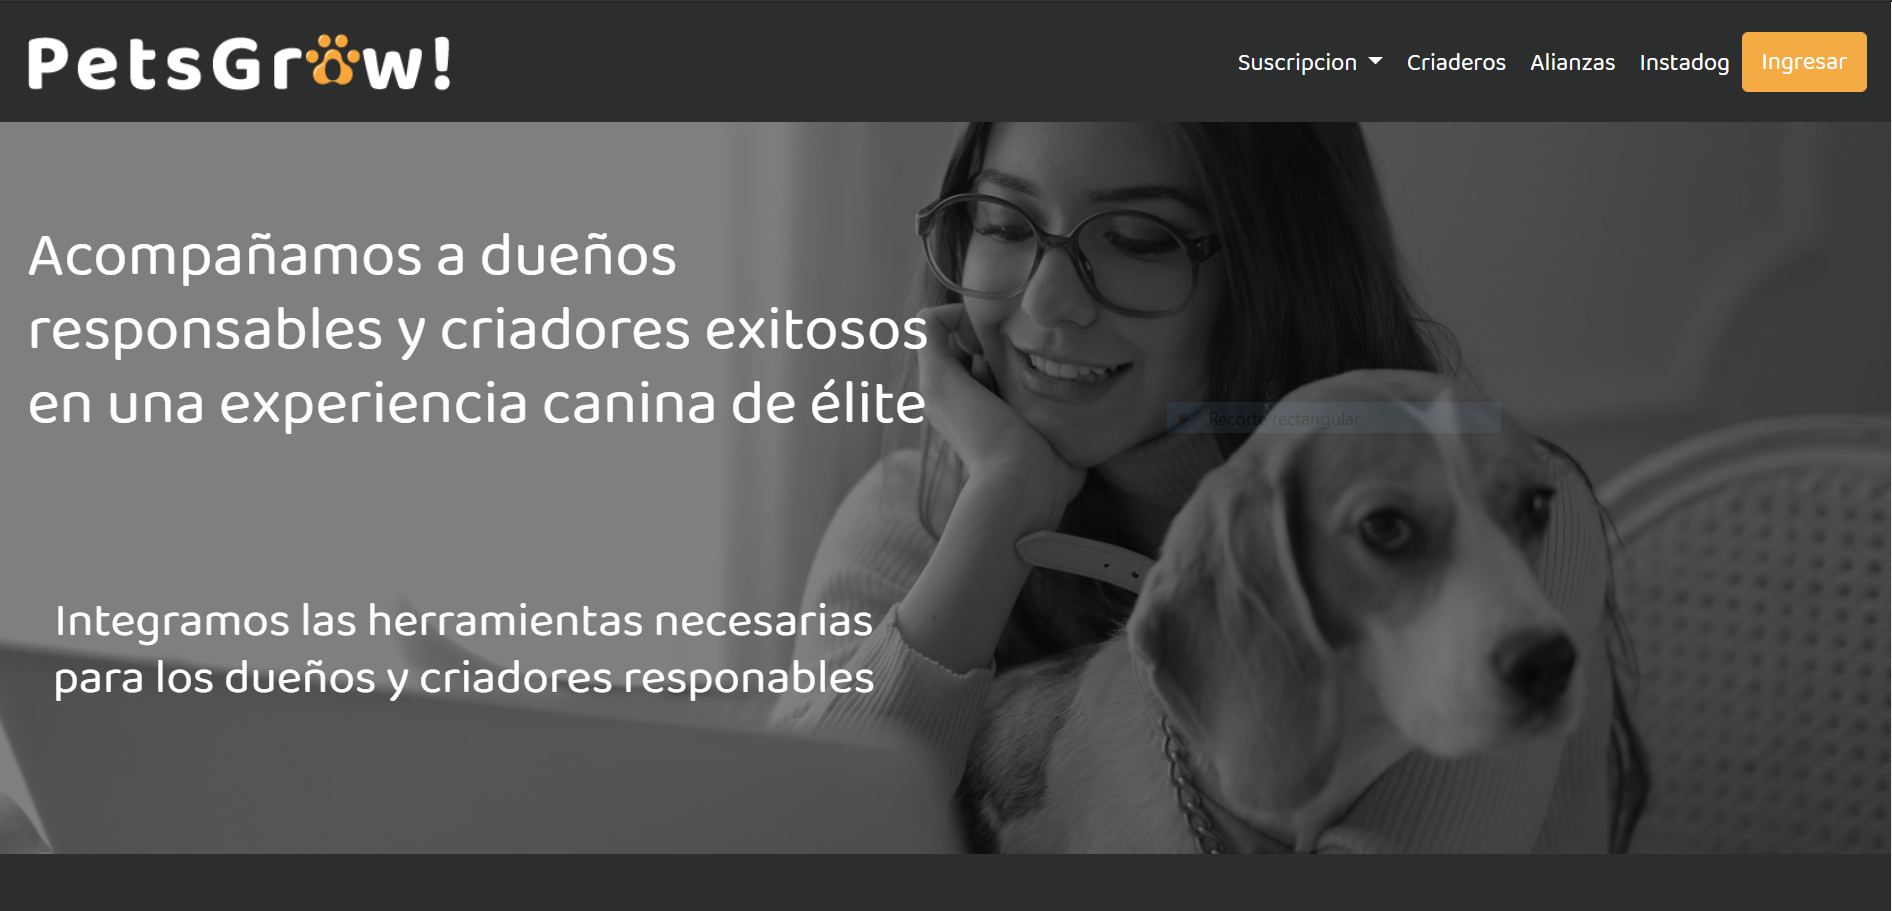 PetsGrow!
Suscripcion Criaderos Alianzas Instadog Ingresar
Acompañamos a dueños
responsables y criadores exitosos
en una experiencia canina de élite
Recorte rectangular
Integramos las herramientas necesarias
para los dueños y criadores responables